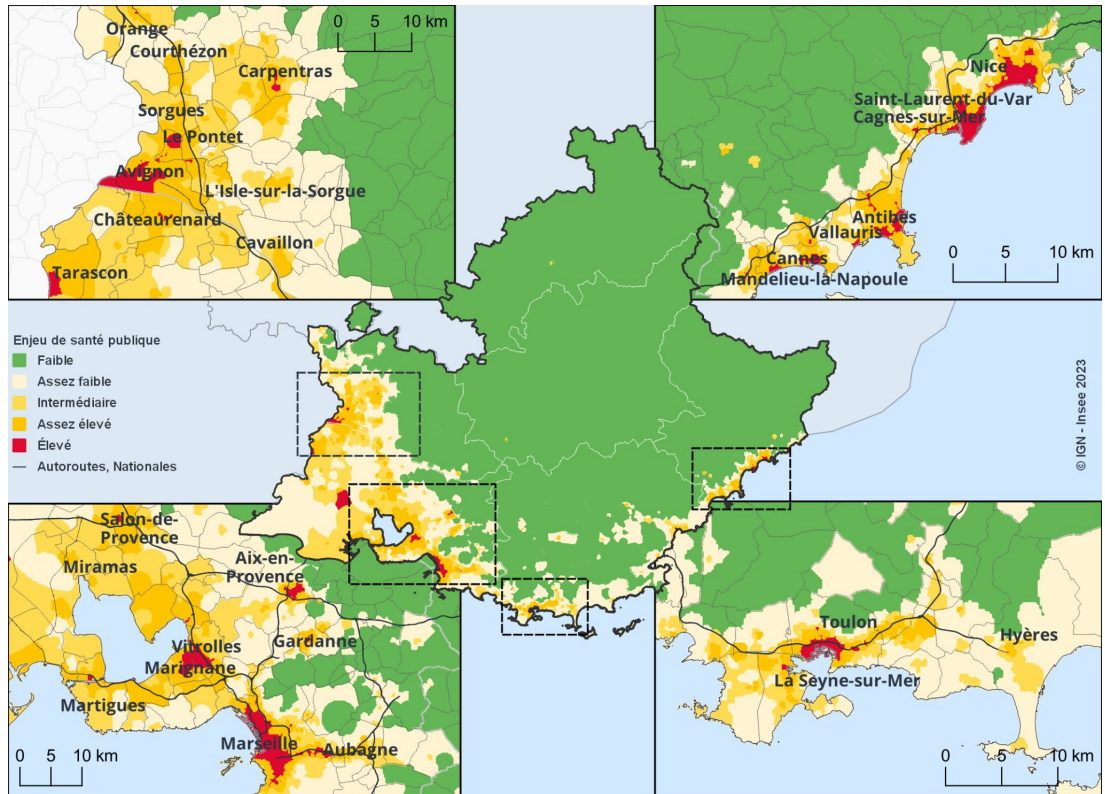 Orange
Courthézon
Carpentras
Sorgues
Le Pontet
Avignon
L'Isle-sur-la-Sorgue
Châteaurenard
Cavaillon
Tarascon
0 5 10 km
Nice
Saint-Laurent-du-Var
Cagnes-sur-Mer
Antibes
Vallauris
Cannes
Mandelieu-la-Napoule
0 5 10 km
Enjeu de santé publique
Faible
Assez faible
Intermédiaire
Assez élevé
Élevé
Autoroutes, Nationales
© IGN - Insee 2023
Salon-de-
Provence
Miramas
Aix-en-
Provence
Vitrolles
Marignane
Gardanne
Martigues
Marseille
Aubagne
0 5 10 km
Toulon
Hyères
La Seyne-sur-Mer
0 5 10 km